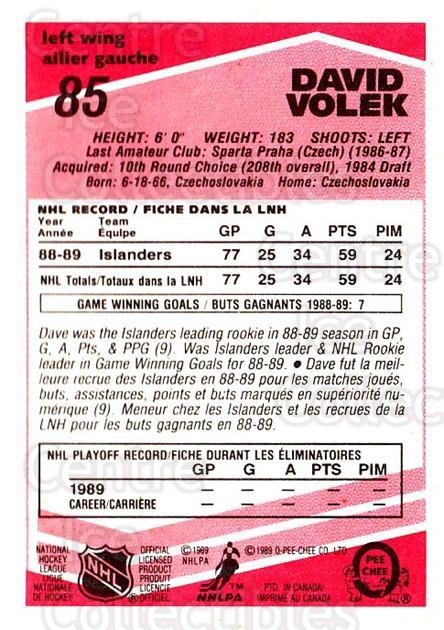 left wing
ailier gauche
85
DAVID
VOLEK
HEIGHT: 6' 0" WEIGHT: 183 SHOOTS: LEFT
Last Amateur Club: Sparta Praha (Czech) (1986-87)
Acquired: 10th Round Choice (208th overall), 1984 Draft
Born: 6-18-66, Czechoslovakia Home: Czechoslovakia
NHL RECORD / FICHE DANS LA LNH
Year Team
Année Équipe GP G A PTS PIM
88-89 Islanders 77 25 34 59 24
NHL Totals/Totaux dans la LNH 77 25 34 59 24
GAME WINNING GOALS / BUTS GAGNANTS 1988-89: 7
Dave was the Islanders leading rookie in 88-89 season in GP,
G, A, Pts, & PPG (9). Was Islanders leader & NHL Rookie
leader in Game Winning Goals for 88-89. • Dave fut la meil-
leure recrue des Islanders en 88-89 pour les matches joués,
buts, assistances, points et buts marqués en supériorité nu-
mérique (9). Meneur chez les Islanders et les recrues de la
LNH pour les buts gagnants en 88-89.
NHL PLAYOFF RECORD/FICHE DURANT LES ÉLIMINATOIRES
GP G A PTS PIM
1989 — — — — —
CAREER/CARRIÈRE — — — — —
NATIONAL
HOCKEY
LEAGUE
LIGUE
NATIONALE
DE HOCKEY
NHL
®
OFFICIAL
LICENSED
PRODUCT
PRODUIT
OFFICIEL
© 1989
NHLPA
TM
NHLPA
© 1989 O-PEE-CHEE CO. LTD.
PTD. IN CANADA/
IMPRIMÉ AU CANADA
O
PEE
CHEE
®